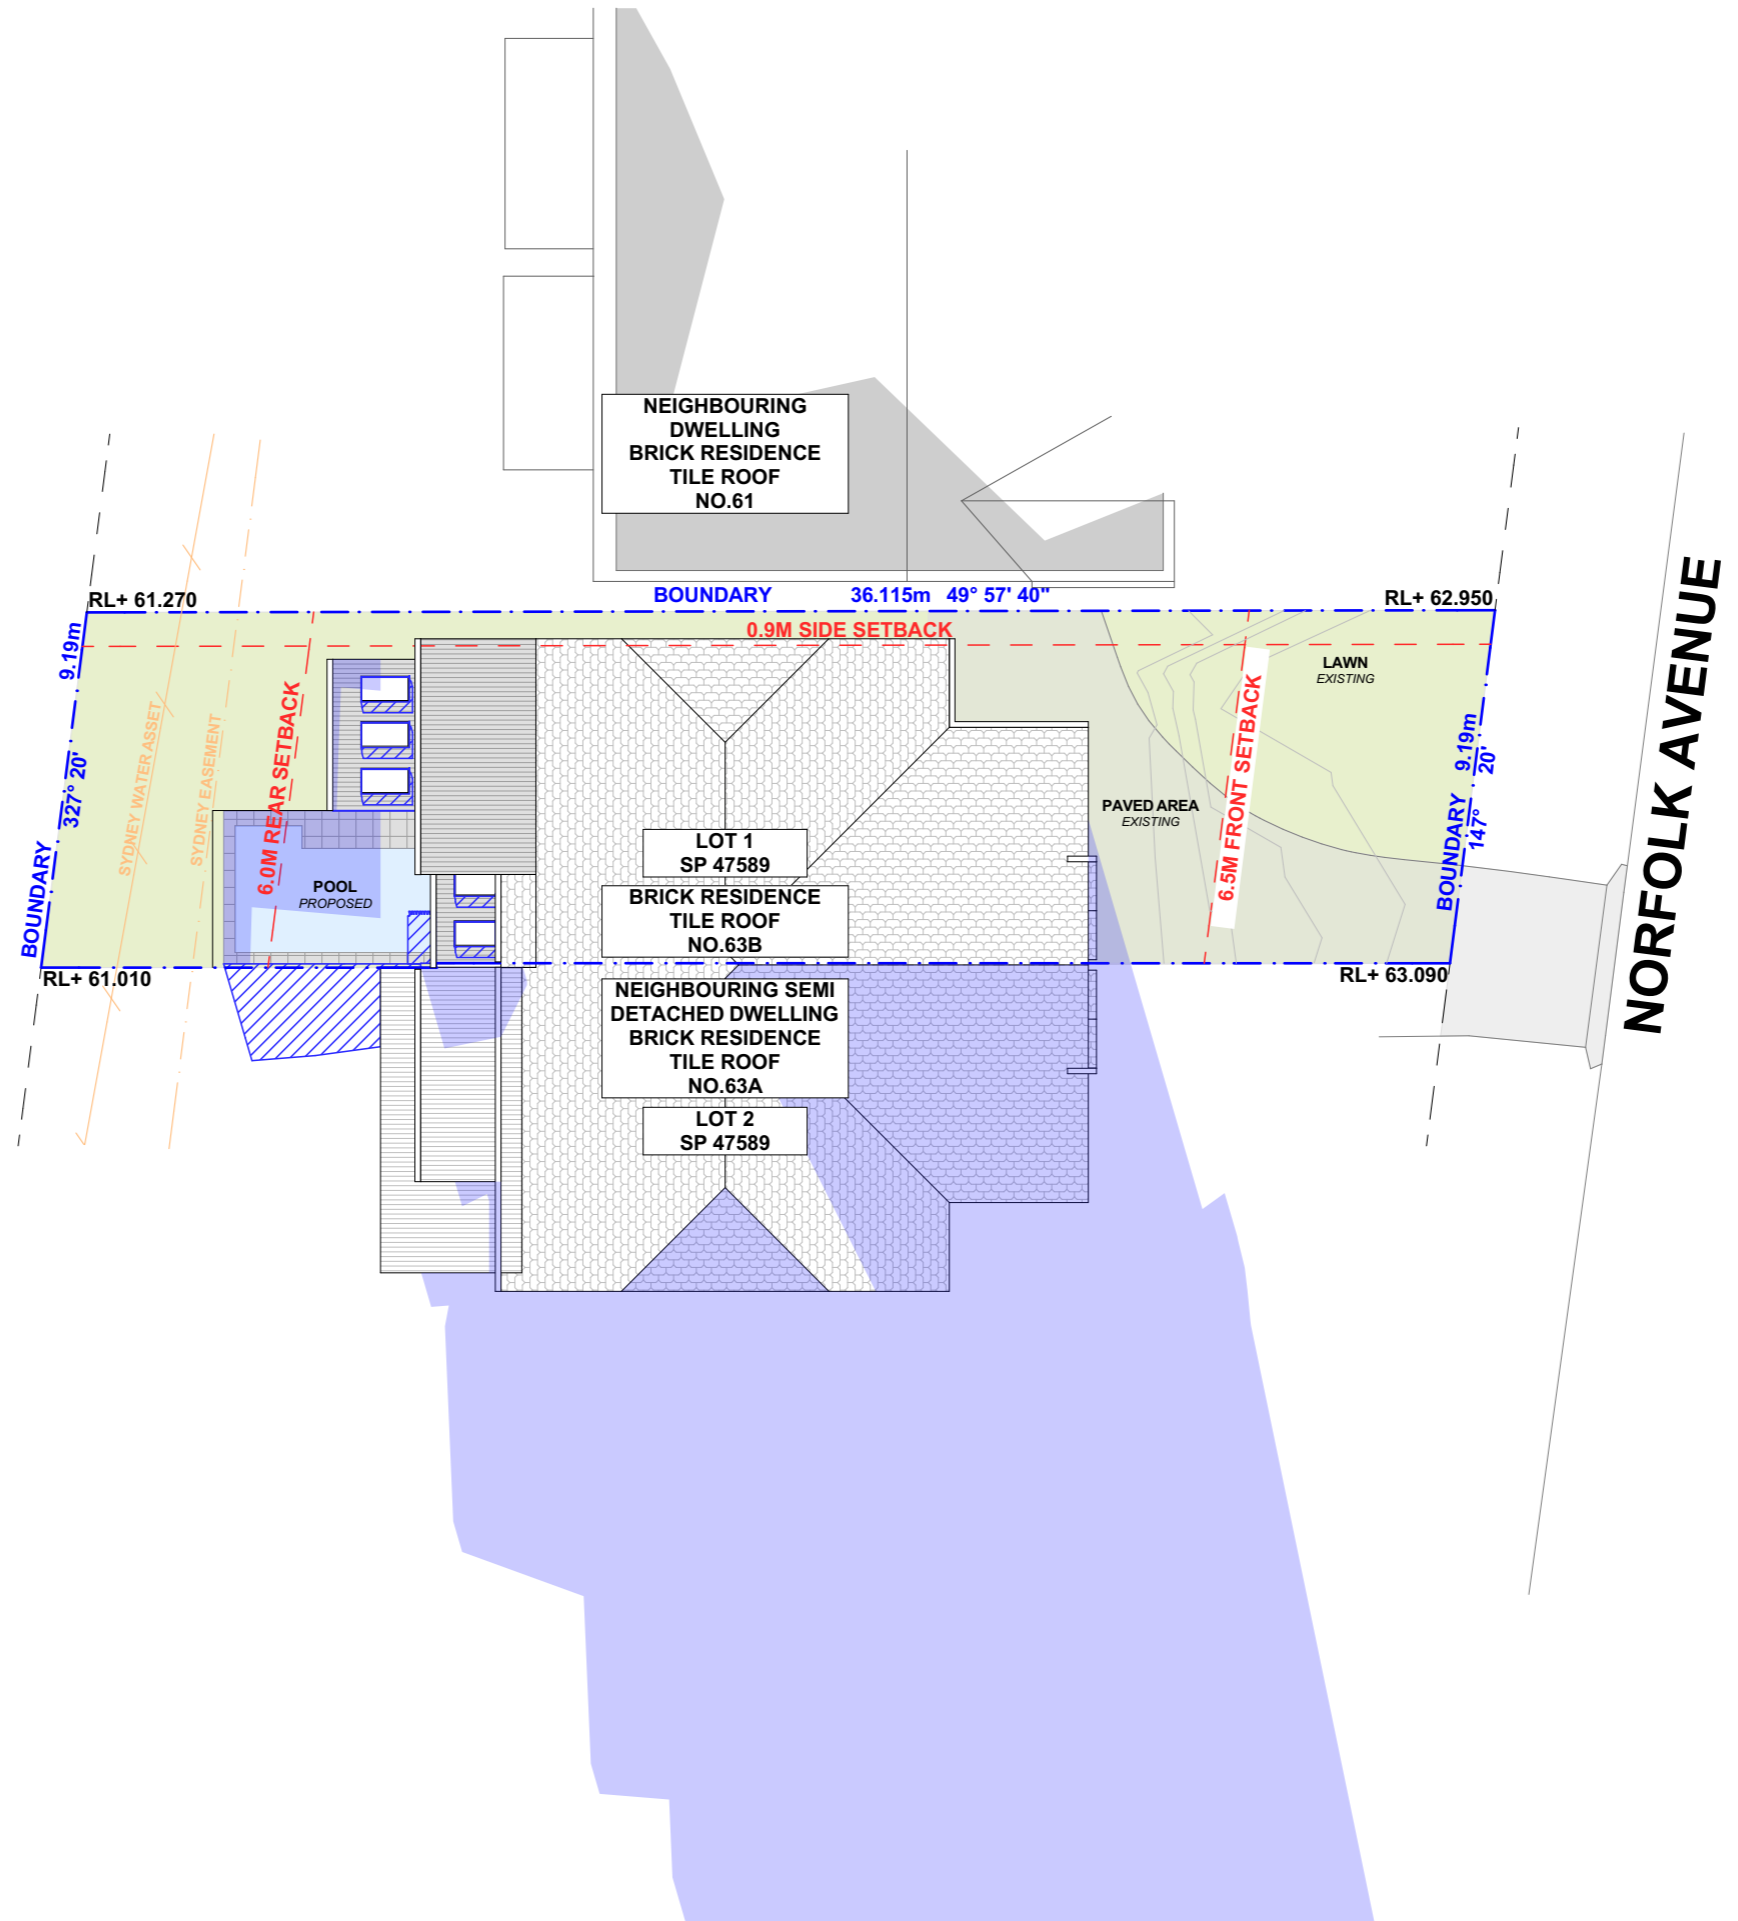 NEIGHBOURING
DWELLING
BRICK RESIDENCE
TILE ROOF
NO.61
BOUNDARY 36.115m 49° 57' 40"
RL+ 61.270
RL+ 62.950
0.9M SIDE SETBACK
LAWN
EXISTING
BOUNDARY 327° 20' 9.19m
SYDNEY WATER ASSET
SYDNEY EASEMENT
6.0M REAR SETBACK
POOL
PROPOSED
LOT 1
SP 47589
BRICK RESIDENCE
TILE ROOF
NO.63B
PAVED AREA
EXISTING
6.5M FRONT SETBACK
BOUNDARY 9.19m
147° 20'
NORFOLK AVENUE
RL+ 61.010
RL+ 63.090
NEIGHBOURING SEMI
DETACHED DWELLING
BRICK RESIDENCE
TILE ROOF
NO.63A
LOT 2
SP 47589